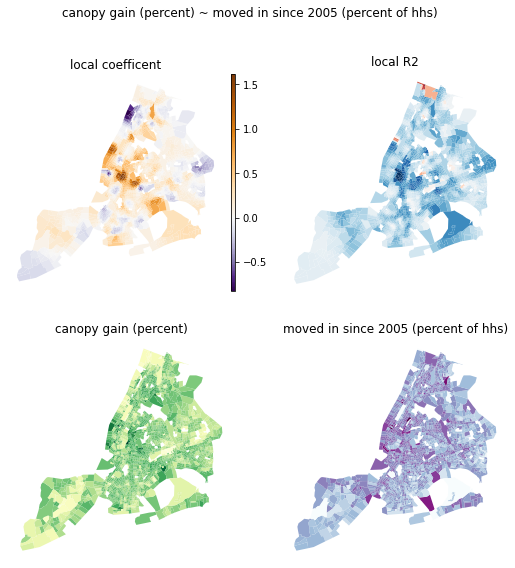 canopy gain (percent) ~ moved in since 2005 (percent of hhs)
local coefficent
local R2
1.5
1.0
0.5
0.0
−0.5
canopy gain (percent)
moved in since 2005 (percent of hhs)